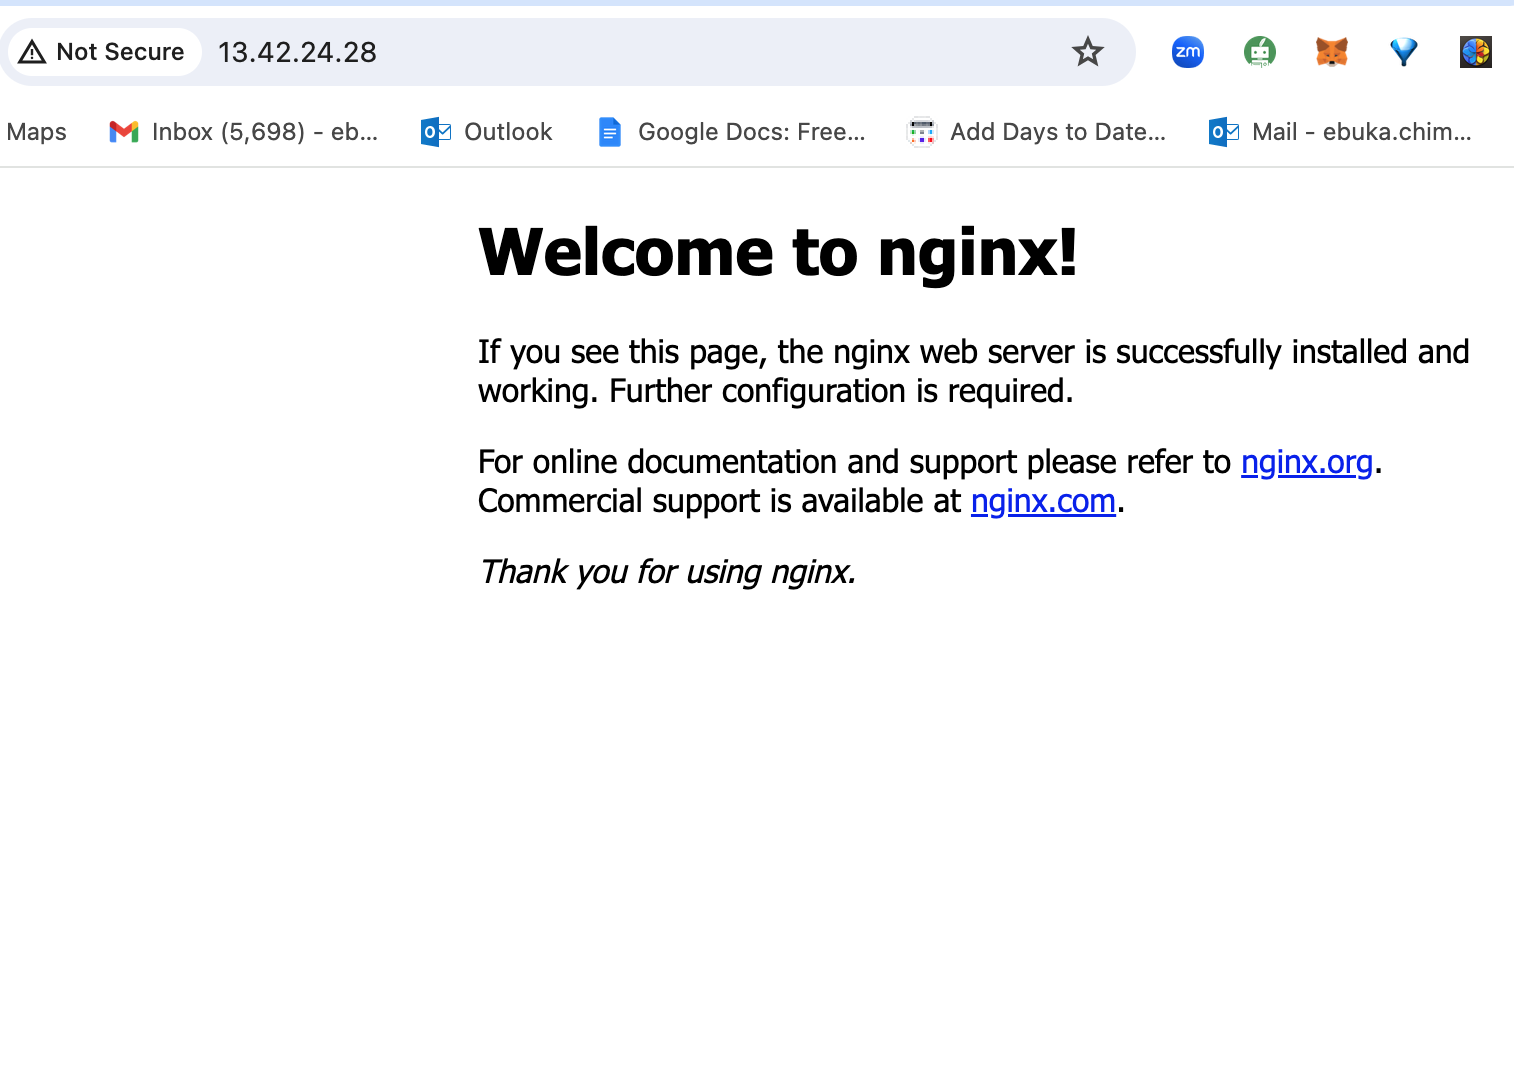 Not Secure 13.42.24.28 zm
Maps Inbox (5,698) - eb... Outlook Google Docs: Free... Add Days to Date... Mail - ebuka.chim...
Welcome to nginx!
If you see this page, the nginx web server is successfully installed and
working. Further configuration is required.
For online documentation and support please refer to nginx.org.
Commercial support is available at nginx.com.
Thank you for using nginx.